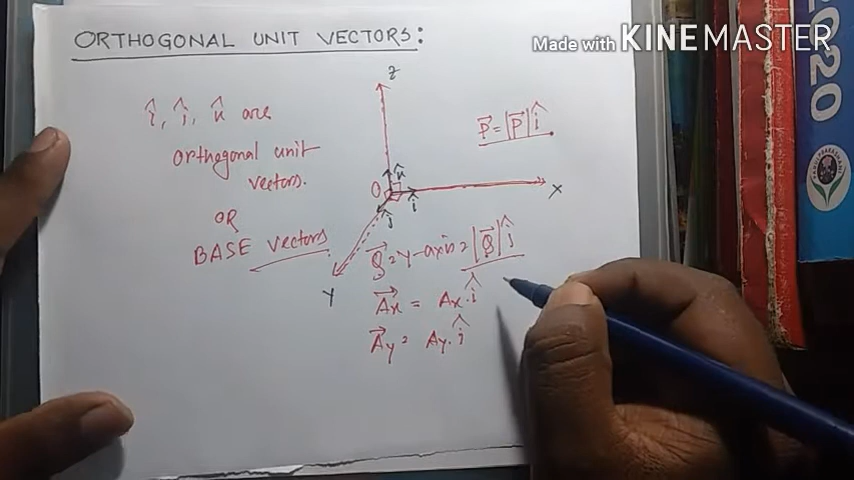 Made with KINEMASTER
ORTHOGONAL UNIT VECTORS:
2020
Z
î, ĵ, k̂ are
P⃗ = |P⃗| î
orthogonal unit
vectors.
k̂
O
î
X
ĵ
OR
BASE vectors
Q⃗ = Y-axis = |Q⃗| ĵ
Y
A⃗x = Ax. î
A⃗y = Ay. ĵ